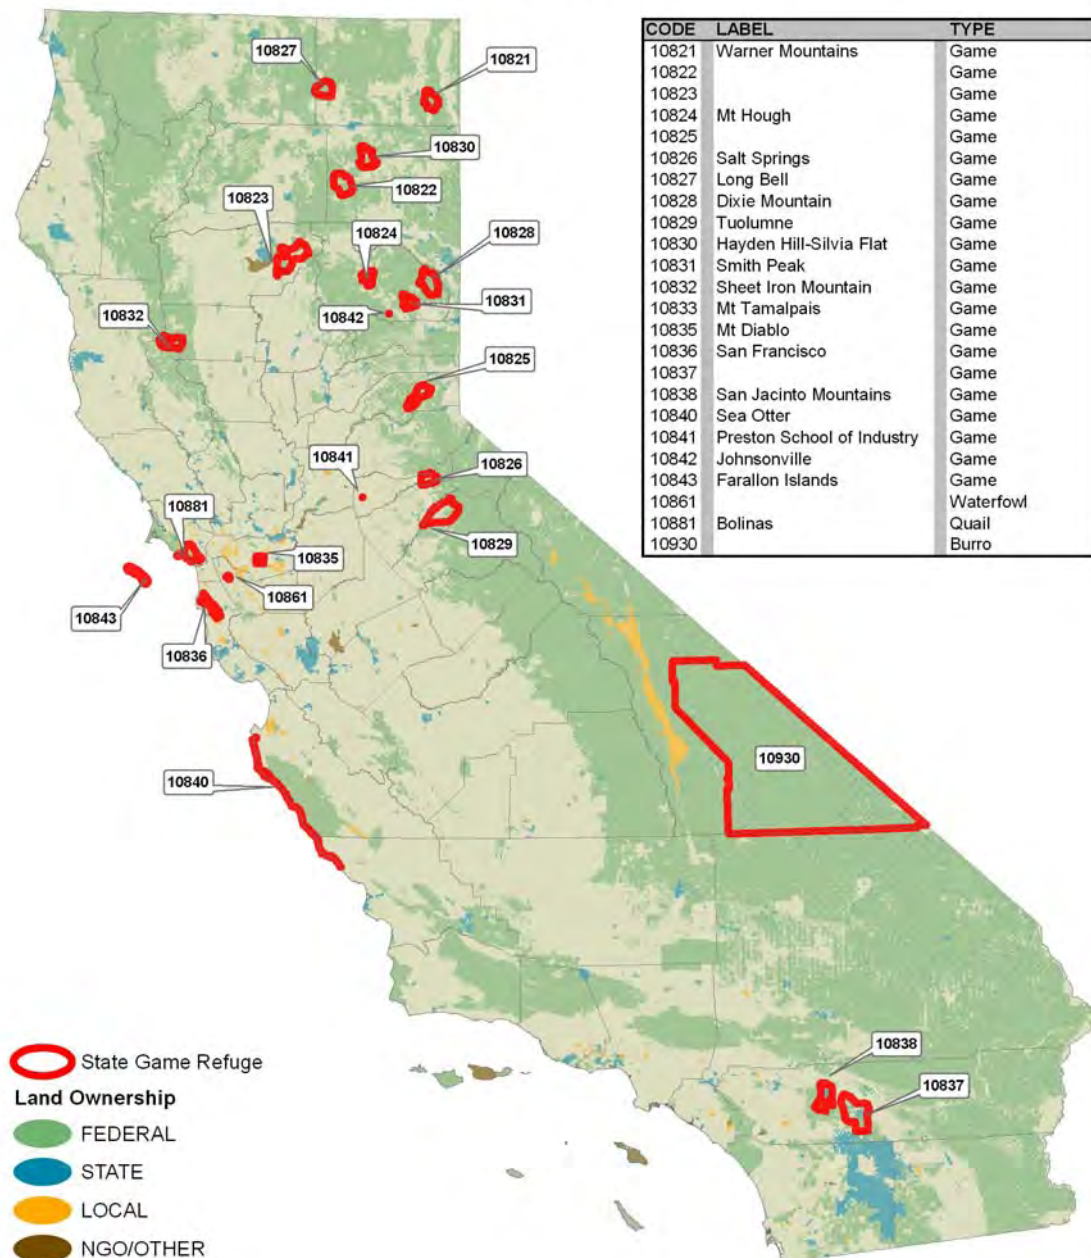 CODE LABEL TYPE
10821 Warner Mountains Game
10822 Game
10823 Game
10824 Mt Hough Game
10825 Game
10826 Salt Springs Game
10827 Long Bell Game
10828 Dixie Mountain Game
10829 Tuolumne Game
10830 Hayden Hill-Silvia Flat Game
10831 Smith Peak Game
10832 Sheet Iron Mountain Game
10833 Mt Tamalpais Game
10835 Mt Diablo Game
10836 San Francisco Game
10837 Game
10838 San Jacinto Mountains Game
10840 Sea Otter Game
10841 Preston School of Industry Game
10842 Johnsonville Game
10843 Farallon Islands Game
10861 Waterfowl
10881 Bolinas Quail
10930 Burro
10827
10821
10830
10822
10823
10824
10828
10831
10842
10832
10825
10841
10826
10881
10829
10835
10861
10843
10836
10930
10840
10838
10837
State Game Refuge
Land Ownership
FEDERAL
STATE
LOCAL
NGO/OTHER